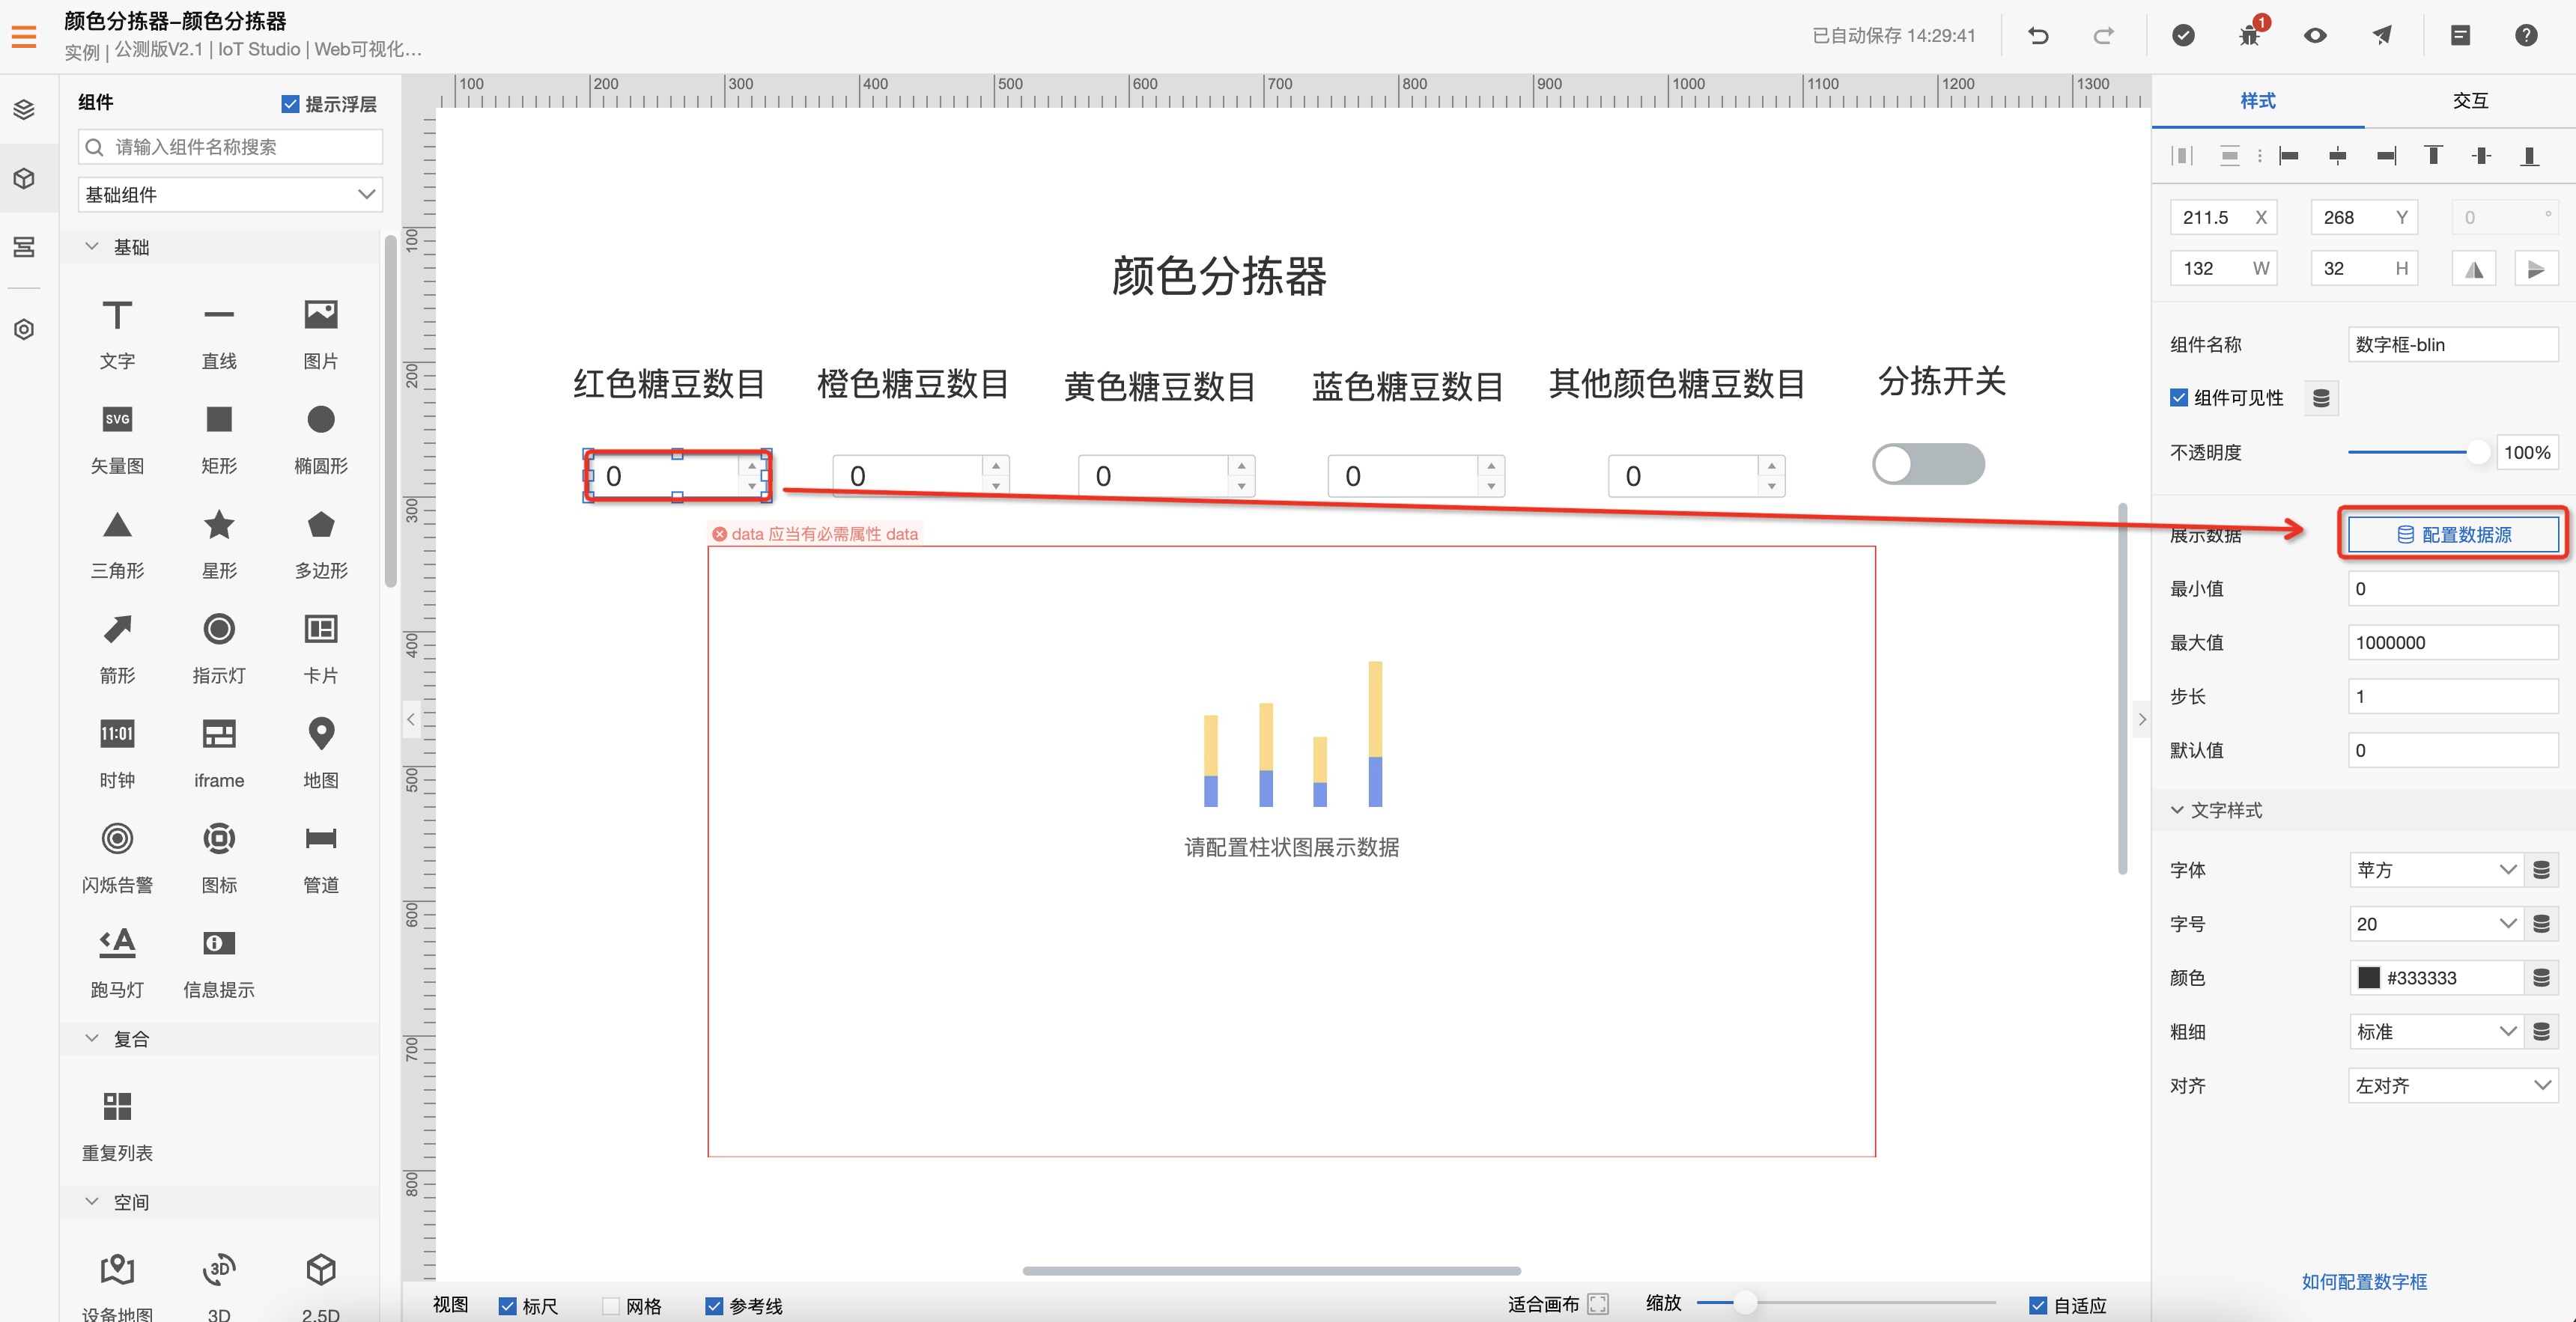 颜色分拣器–颜色分拣器
实例 | 公测版V2.1 | IoT Studio | Web可视化…
已自动保存 14:29:41
1
组件
提示浮层
请输入组件名称搜索
基础组件
基础
文字
直线
图片
SVG
矢量图
矩形
椭圆形
三角形
星形
多边形
箭形
指示灯
卡片
11:01
时钟
iframe
地图
闪烁告警
图标
管道
跑马灯
信息提示
复合
重复列表
空间
设备地图
3D
3D
2.5D
100 200 300 400 500 600 700 800 900 1000 1100 1200 1300
100
200
300
400
500
600
700
800
颜色分拣器
红色糖豆数目
橙色糖豆数目
黄色糖豆数目
蓝色糖豆数目
其他颜色糖豆数目
分拣开关
0
0
0
0
0
data 应当有必需属性 data
请配置柱状图展示数据
视图
标尺
网格
参考线
适合画布
缩放
自适应
样式
交互
211.5 X
268 Y
0 °
132 W
32 H
组件名称
数字框-blin
组件可见性
不透明度
100%
展示数据
配置数据源
最小值
0
最大值
1000000
步长
1
默认值
0
文字样式
字体
苹方
字号
20
颜色
#333333
粗细
标准
对齐
左对齐
如何配置数字框